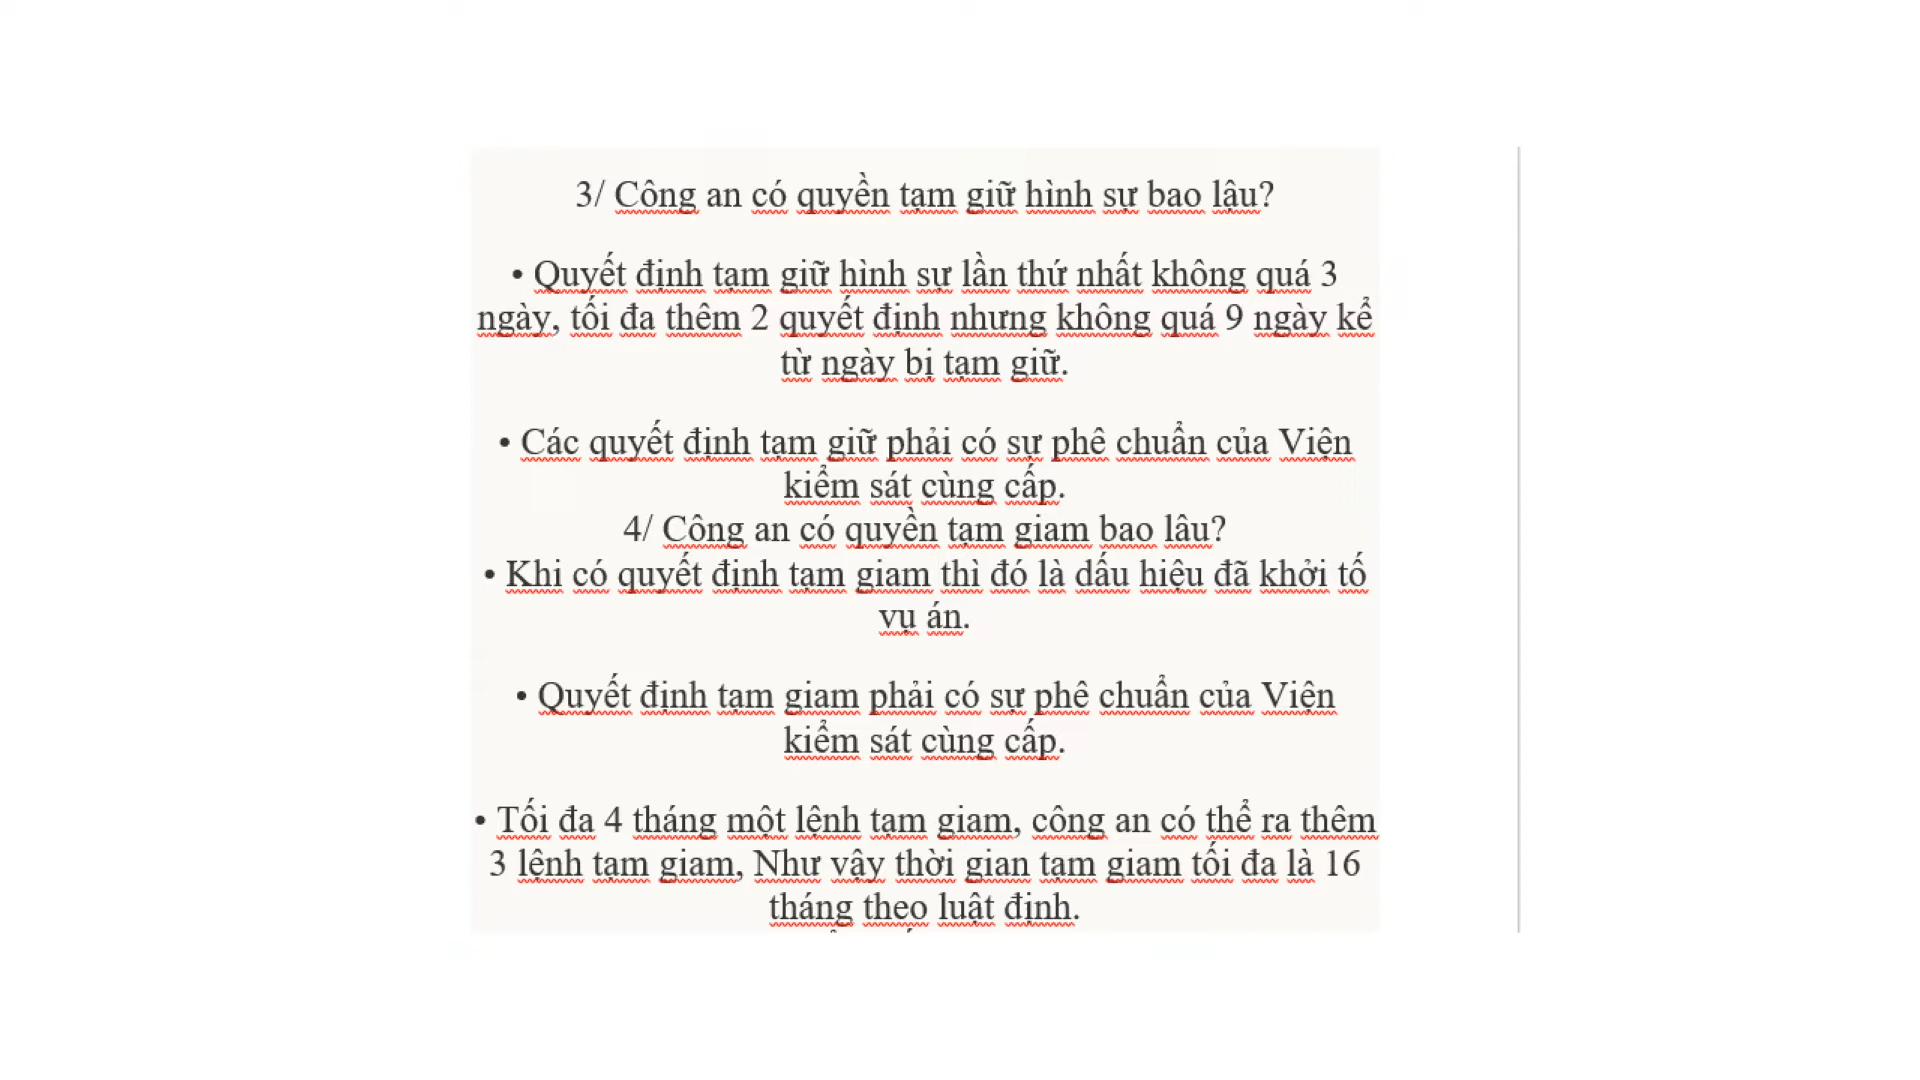 3/ Công an có quyền tạm giữ hình sự bao lậu?
• Quyết định tạm giữ hình sự lần thứ nhất không quá 3
ngày, tối đa thêm 2 quyết định nhưng không quá 9 ngày kể
từ ngày bị tạm giữ.
• Các quyết định tạm giữ phải có sự phê chuẩn của Viện
kiểm sát cùng cấp.
4/ Công an có quyền tạm giam bao lâu?
• Khi có quyết định tạm giam thì đó là dấu hiệu đã khởi tố
vụ án.
• Quyết định tạm giam phải có sự phê chuẩn của Viện
kiểm sát cùng cấp.
• Tối đa 4 tháng một lệnh tạm giam, công an có thể ra thêm
3 lệnh tạm giam, Như vậy thời gian tạm giam tối đa là 16
tháng theo luật định.